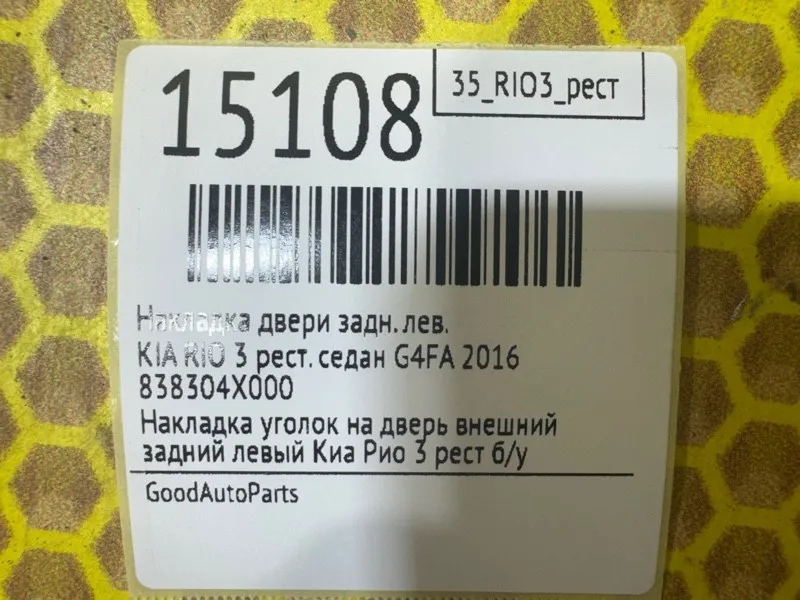 15108
35_RIO3_рест
Накладка двери задн. лев.
KIA RIO 3 рест. седан G4FA 2016
838304X000
Накладка уголок на дверь внешний
задний левый Киа Рио 3 рест б/у
GoodAutoParts